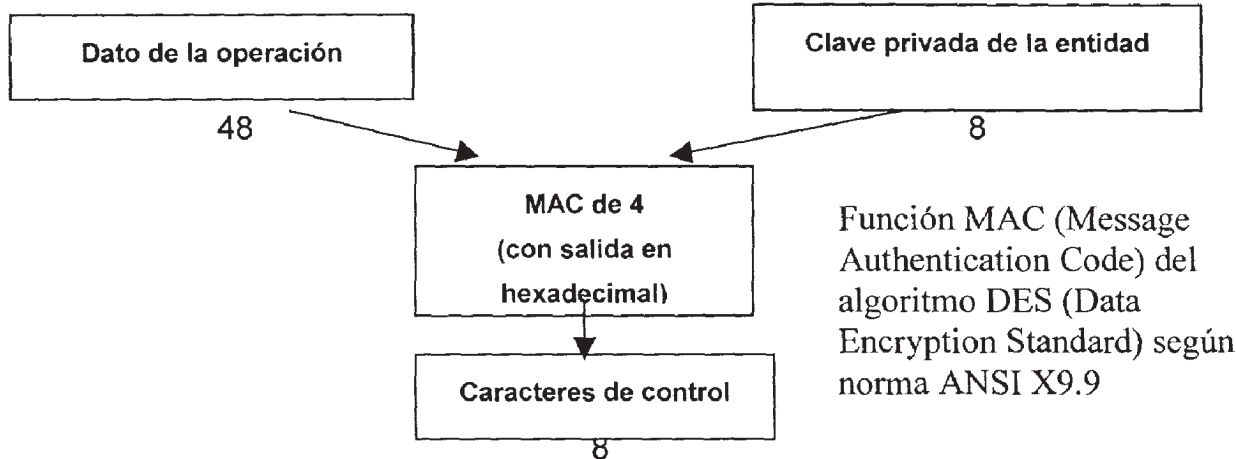 Dato de la operación
Clave privada de la entidad
48
8
MAC de 4
(con salida en
hexadecimal)
Función MAC (Message
Authentication Code) del
algoritmo DES (Data
Encryption Standard) según
norma ANSI X9.9
Caracteres de control
8